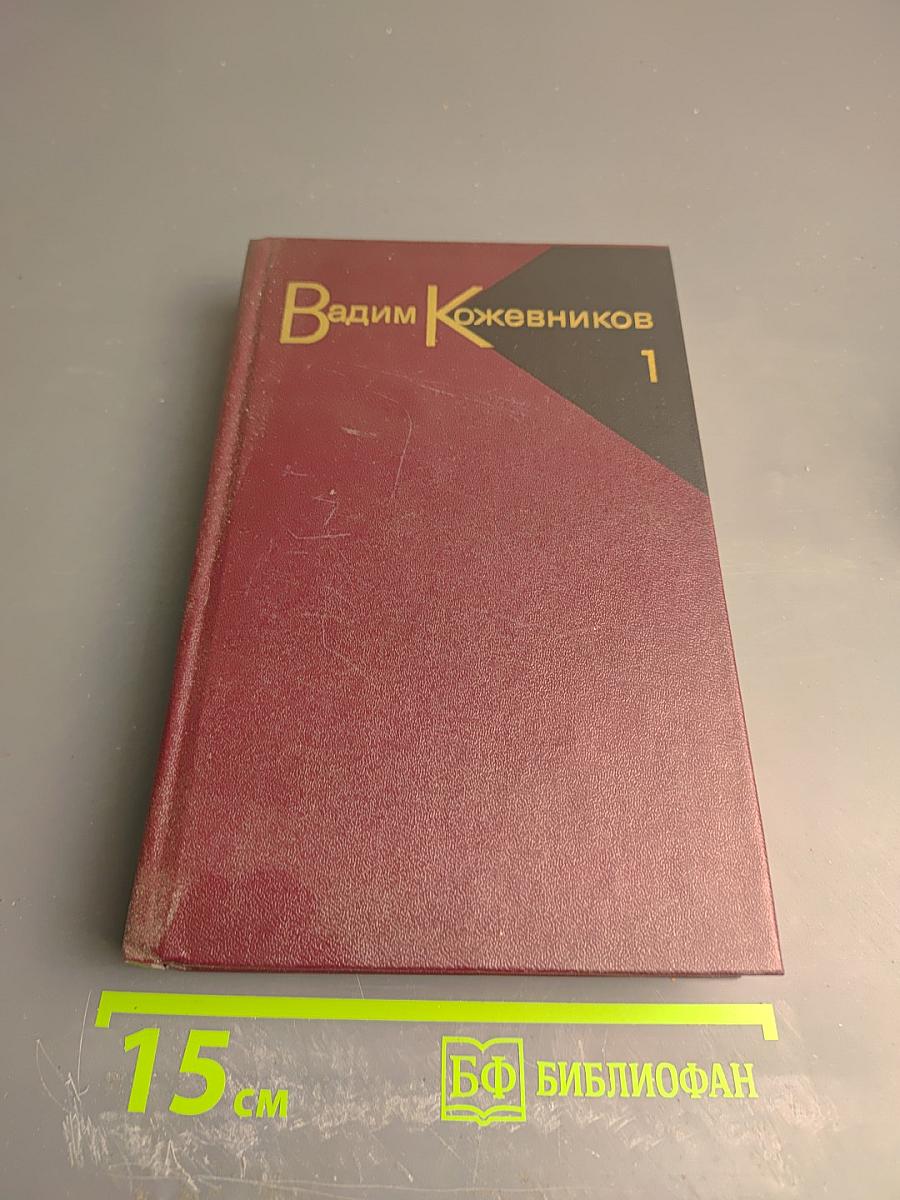 Вадим Кожевников
1
15 см
БФ БИБЛИОФАН